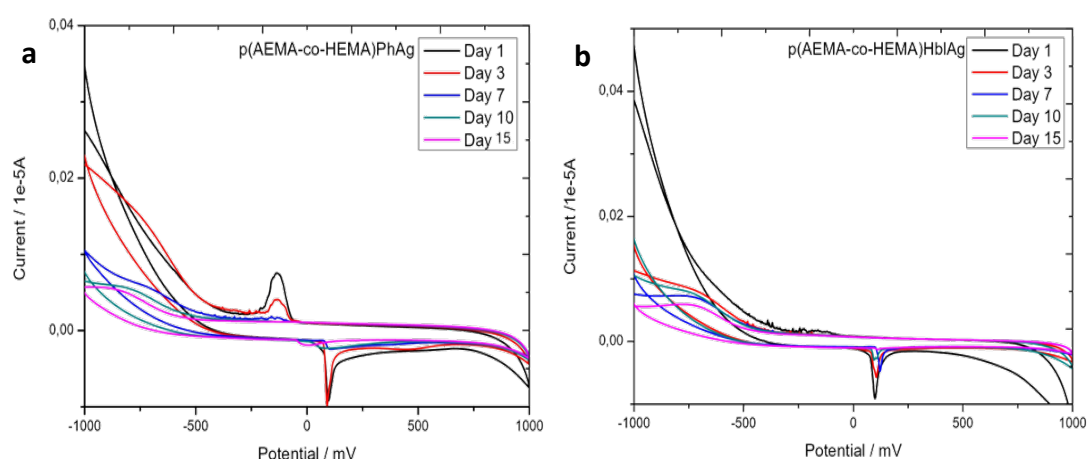 a
p(AEMA-co-HEMA)PhAg
Day 1
Day 3
Day 7
Day 10
Day 15
0,04
0,02
0,00
Current / 1e-5A
-1000
-500
0
500
1000
Potential / mV
b
p(AEMA-co-HEMA)HblAg
Day 1
Day 3
Day 7
Day 10
Day 15
0,04
0,02
0,00
Current /1e-5A
-1000
-500
0
500
1000
Potential / mV